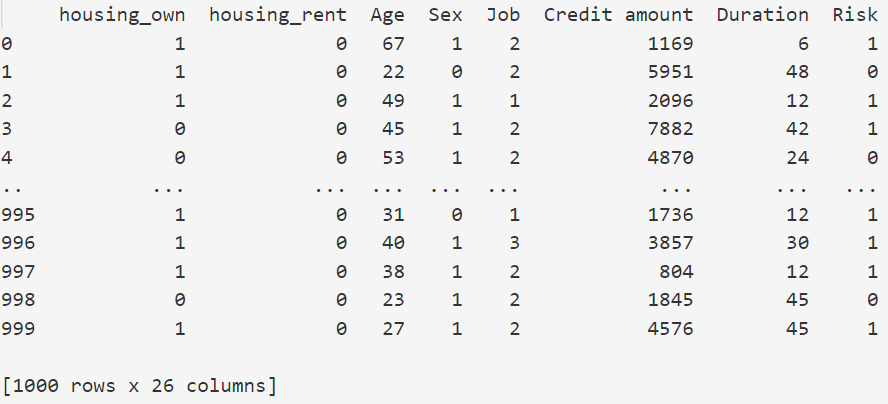 housing_own housing_rent Age Sex Job Credit amount Duration Risk
0 1 0 67 1 2 1169 6 1
1 1 0 22 0 2 5951 48 0
2 1 0 49 1 1 2096 12 1
3 0 0 45 1 2 7882 42 1
4 0 0 53 1 2 4870 24 0
.. ... ... ... ... ... ... ... ...
995 1 0 31 0 1 1736 12 1
996 1 0 40 1 3 3857 30 1
997 1 0 38 1 2 804 12 1
998 0 0 23 1 2 1845 45 0
999 1 0 27 1 2 4576 45 1
[1000 rows x 26 columns]